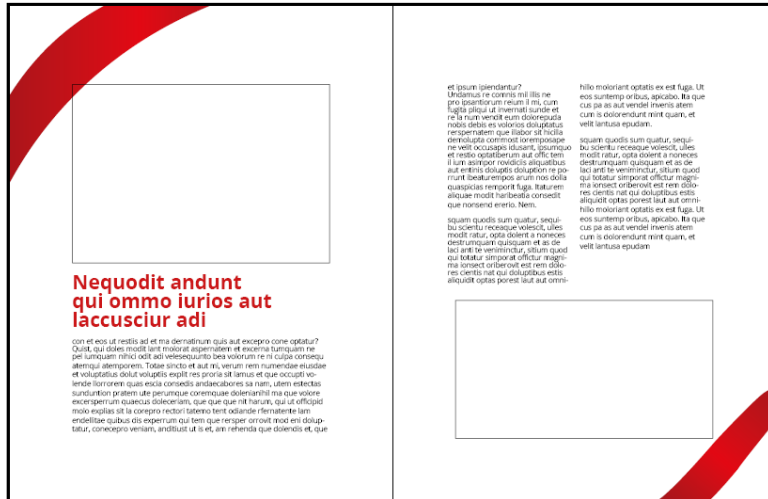 Nequodit andunt
qui ommo iurios aut
laccusciur adi
con et eos ut restiis ad et ma dernatinum quis aut excepro cone optatur?
Quist, qui doles modit lant molorat aspernatem et excerna tumquam ne
pel iumquam nihici odit adi velesequunto bea volorum re ni culpa consequ
atemqui atemporem. Totae sincto et aut mi, verum rem numendae eiusdae
et voluptatius dolut voluptiis explit res proria sit lamus et que occupti vo-
lende llorrorem quas escia consedis andaecabores sa nam, utem estectas
sunduntion pratem ute perumque coremquae dolenianihil ma que volore
excersperrum quaecus doleceriam, que que que nit harum, qui ut officipid
molo explias sit la corepro rectori tatemo tent odiande rfernatente lam
endellitae quibus dis experrum qui tem que rersper orrovit mod eni dolup-
tatur, conecepro veniam, anditiust ut is et, am rehenda que dolendis et, que
et ipsum ipiendantur?
Undamus re comnis mil illis ne
pro ipsantiorum reium il mi, cum
fugita pliqui ut invernati sunde et
re la num vendit eum dolorepuda
nobis debis es volorios doluptatus
rerspernatem que illabor sit hicilla
demolupta commost ioremposape
ne velit occusapis idusant, ipsumquo
et restio optatiberum aut offic tem
il ium asimpor rovidiciis aliquatibus
aut entinis doluptis doluption re po-
rrunt ibeaturempos arum nos dolla
quaspicias remporit fuga. Itaturem
aliquae modit haribeatia consedit
que nonsend ererio. Nem.
squam quodis sum quatur, sequi-
bu scientu receaque volescit, ulles
modit ratur, opta dolent a noneces
destrumquam quisquam et as de
laci anti te veniminctur, sitium quod
qui totatur simporat offictur magni-
ma ionsect oriberovit est rem dolo-
res cientis nat qui doluptibus estis
aliquidit optas porest laut aut omni-
hillo moloriant optatis ex est fuga. Ut
eos suntemp oribus, apicabo. Ita que
cus pa as aut vendel invenis atem
cum is dolorendunt mint quam, et
velit lantusa epudam.
squam quodis sum quatur, sequi-
bu scientu receaque volescit, ulles
modit ratur, opta dolent a noneces
destrumquam quisquam et as de
laci anti te veniminctur, sitium quod
qui totatur simporat offictur magni-
ma ionsect oriberovit est rem dolo-
res cientis nat qui doluptibus estis
aliquidit optas porest laut aut omni-
hillo moloriant optatis ex est fuga. Ut
eos suntemp oribus, apicabo. Ita que
cus pa as aut vendel invenis atem
cum is dolorendunt mint quam, et
velit lantusa epudam